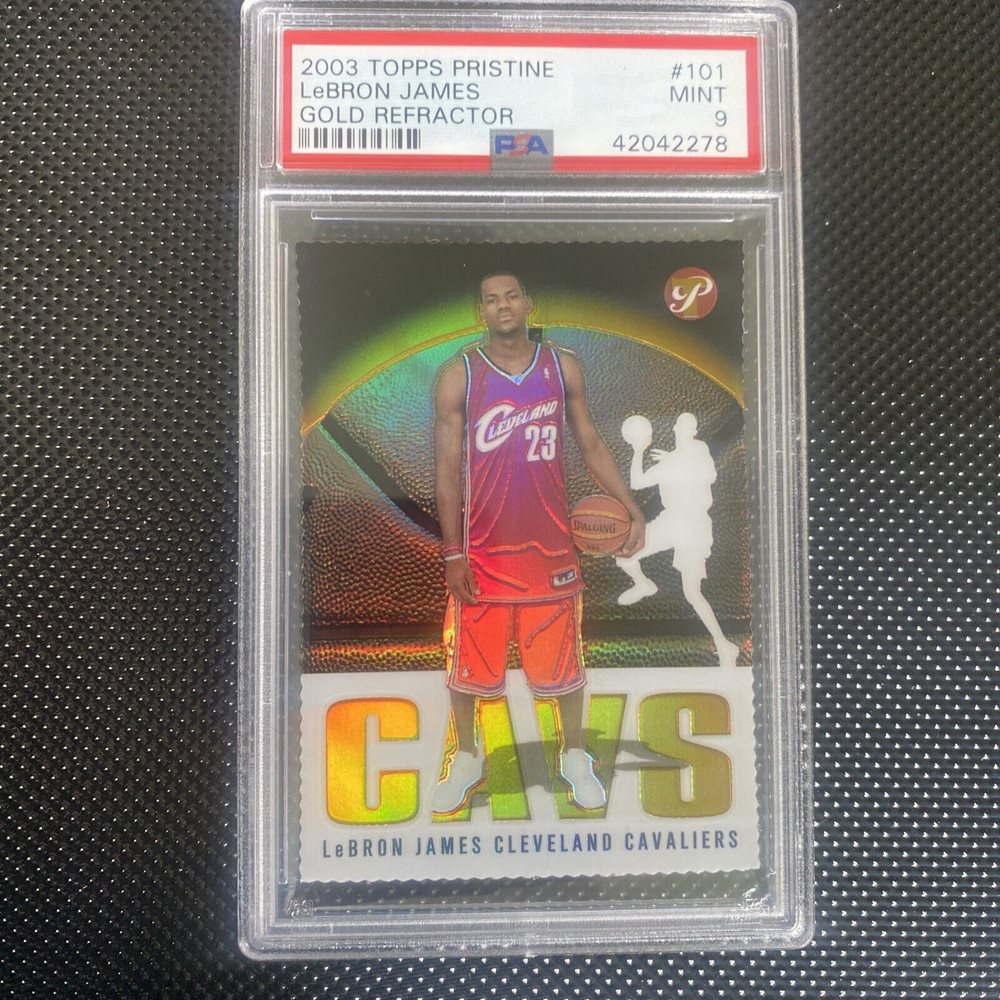 2003 TOPPS PRISTINE #101
LeBRON JAMES MINT
GOLD REFRACTOR 9
PSA 42042278
P
CLEVELAND
23
SPALDING
NBA
CAVS
LeBRON JAMES CLEVELAND CAVALIERS